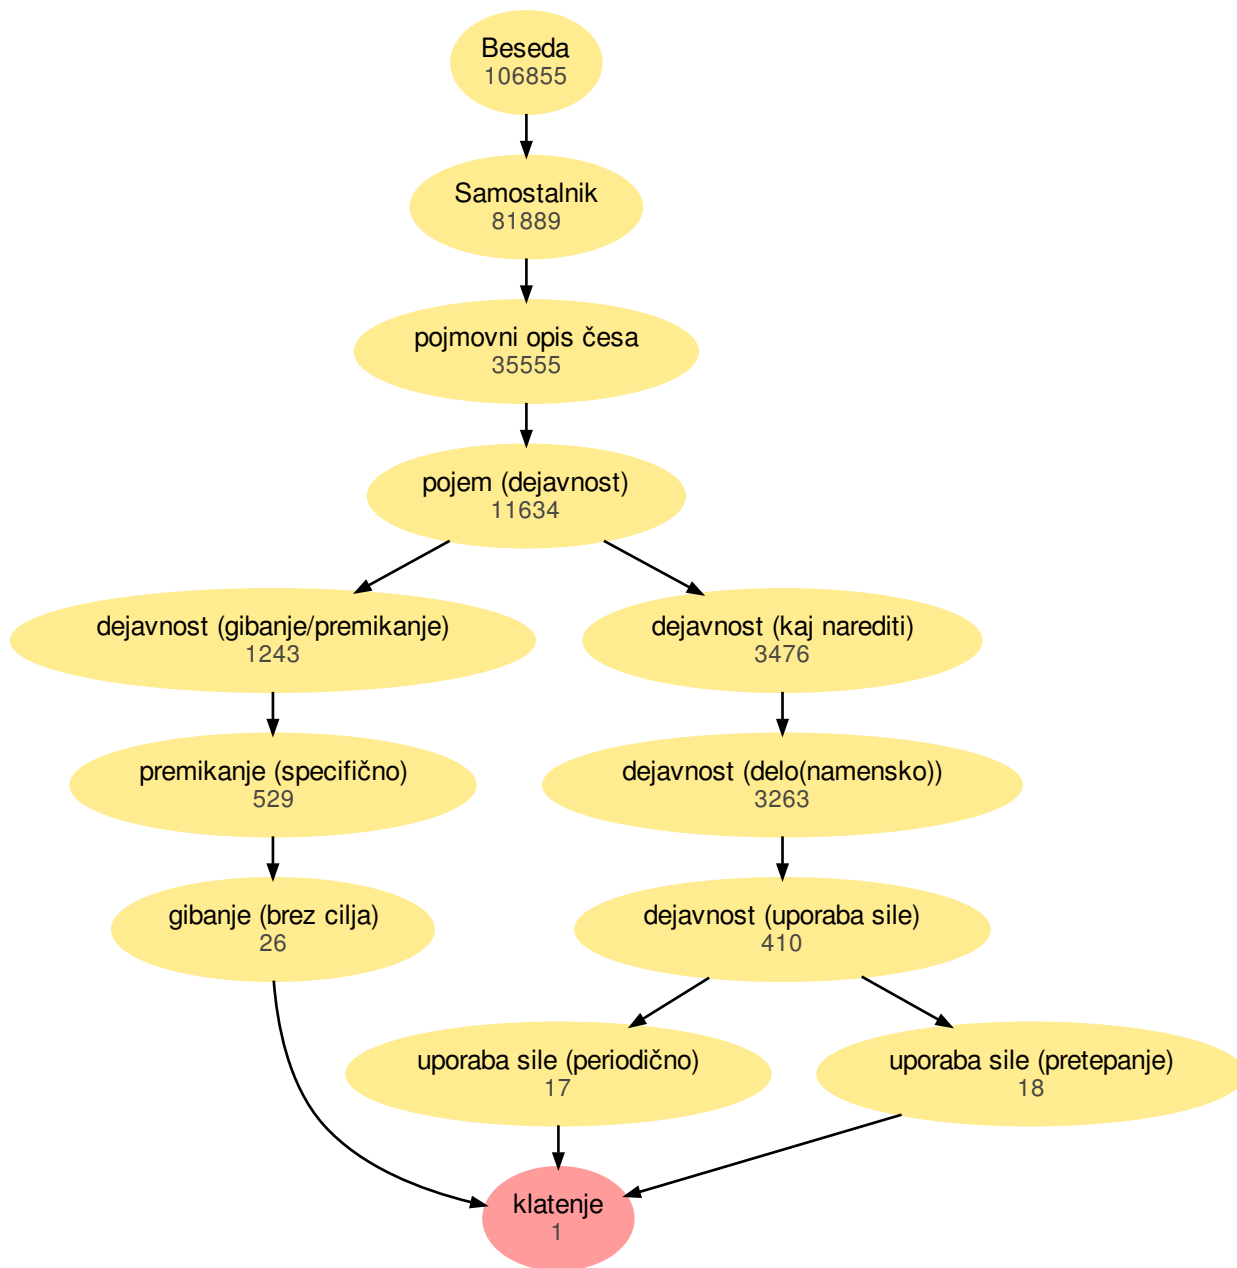 Beseda
106855
Samostalnik
81889
pojmovni opis česa
35555
pojem (dejavnost)
11634
dejavnost (gibanje/premikanje)
1243
dejavnost (kaj narediti)
3476
premikanje (specifično)
529
dejavnost (delo(namensko))
3263
gibanje (brez cilja)
26
dejavnost (uporaba sile)
410
uporaba sile (periodično)
17
uporaba sile (pretepanje)
18
klatenje
1